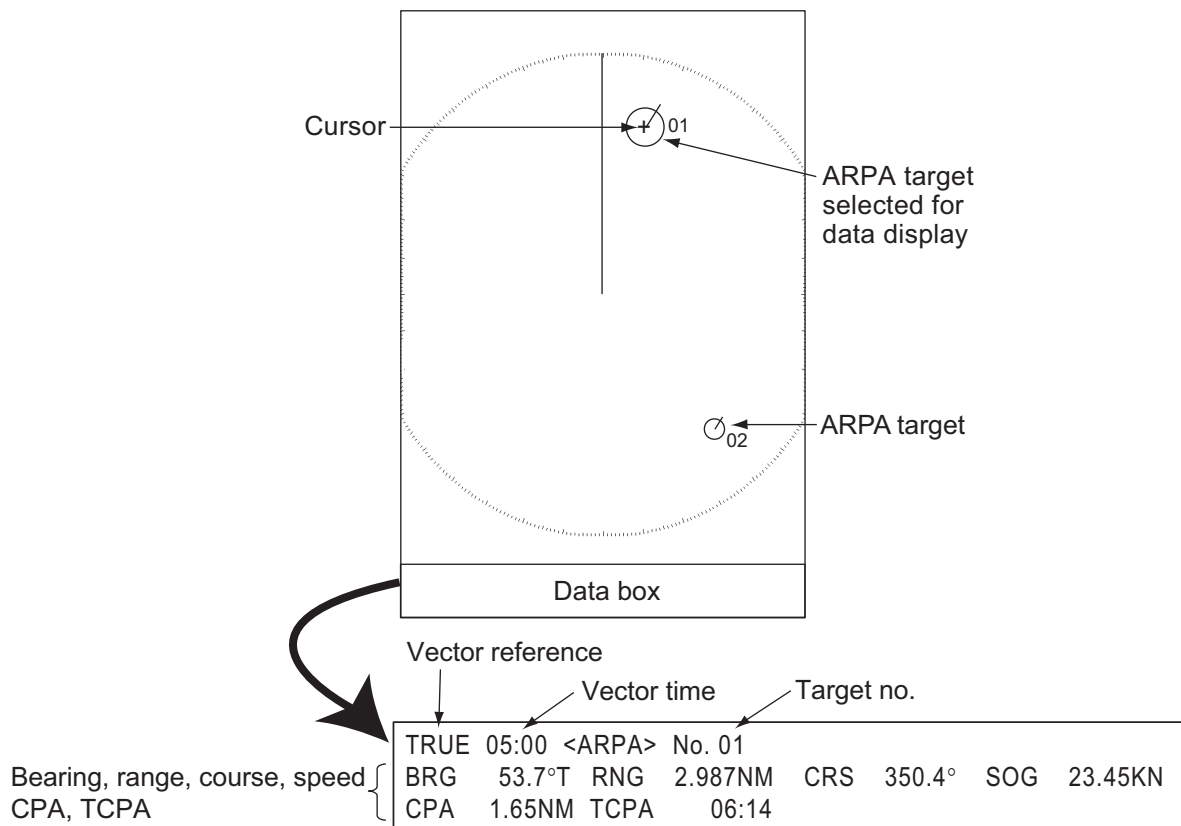 Cursor
01
ARPA target
selected for
data display
02
ARPA target
Data box
Vector reference
Vector time
Target no.
TRUE 05:00 <ARPA> No. 01
Bearing, range, course, speed
BRG 53.7°T RNG 2.987NM CRS 350.4° SOG 23.45KN
CPA, TCPA
CPA 1.65NM TCPA 06:14